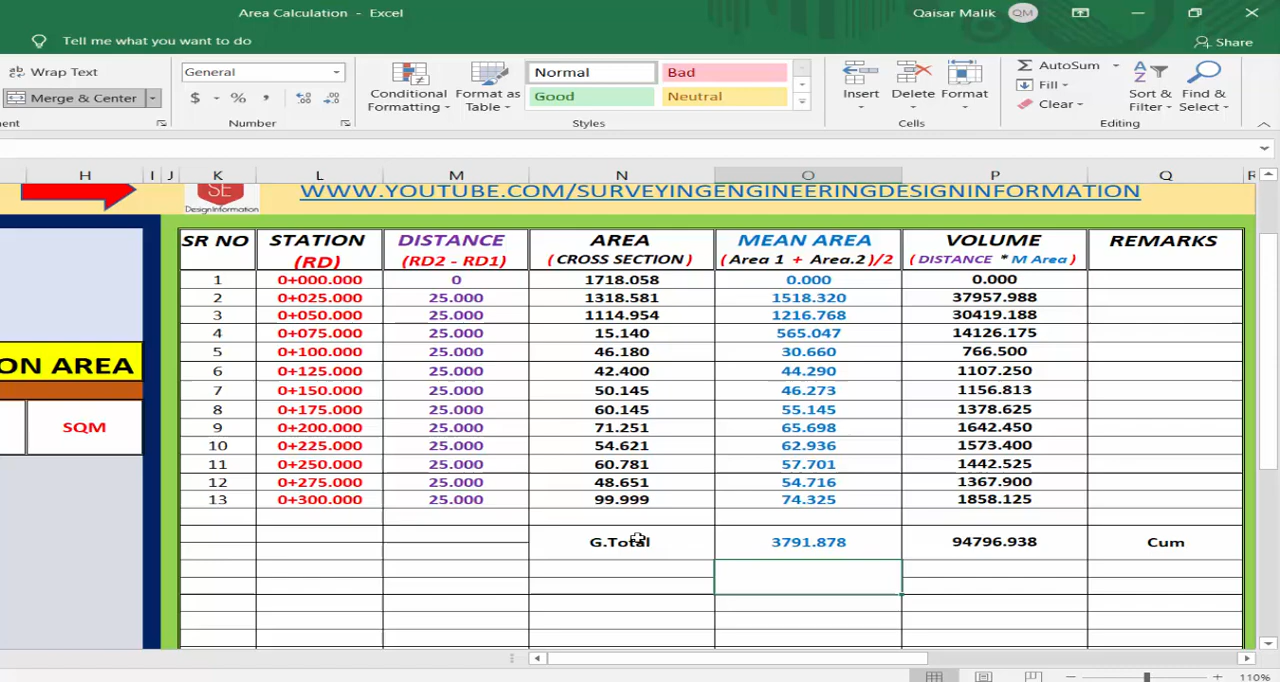 Area Calculation - Excel
Qaisar Malik QM
Tell me what you want to do
Share
Wrap Text General Normal Bad AutoSum
Merge & Center $ % , Conditional Formatting Format as Table Good Neutral Insert Delete Format Fill Clear Sort & Filter Find & Select
Number Styles Cells Editing
H I J K L M N O P Q R
SE
DesignInformation
WWW.YOUTUBE.COM/SURVEYINGENGINEERINGDESIGNINFORMATION
SR NO STATION DISTANCE AREA MEAN AREA VOLUME REMARKS
(RD) (RD2 - RD1) (CROSS SECTION) (Area 1 + Area.2)/2 (DISTANCE *M Area)
1 0+000.000 0 1718.058 0.000 0.000
2 0+025.000 25.000 1318.581 1518.320 37957.988
3 0+050.000 25.000 1114.954 1216.768 30419.188
4 0+075.000 25.000 15.140 565.047 14126.175
5 0+100.000 25.000 46.180 30.660 766.500
6 0+125.000 25.000 42.400 44.290 1107.250
7 0+150.000 25.000 50.145 46.273 1156.813
8 0+175.000 25.000 60.145 55.145 1378.625
9 0+200.000 25.000 71.251 65.698 1642.450
10 0+225.000 25.000 54.621 62.936 1573.400
11 0+250.000 25.000 60.781 57.701 1442.525
12 0+275.000 25.000 48.651 54.716 1367.900
13 0+300.000 25.000 99.999 74.325 1858.125
G.Total 3791.878 94796.938 Cum
ON AREA
SQM
110%